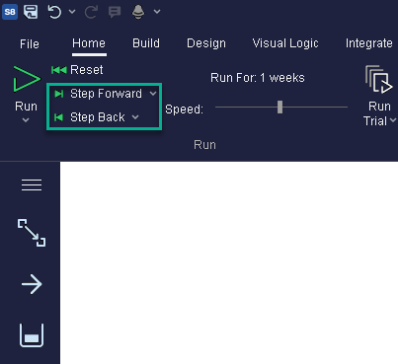 S8
File Home Build Design Visual Logic Integrate
Reset
Run For: 1 weeks
Step Forward
Speed:
Run
Run Trial
Step Back
Run